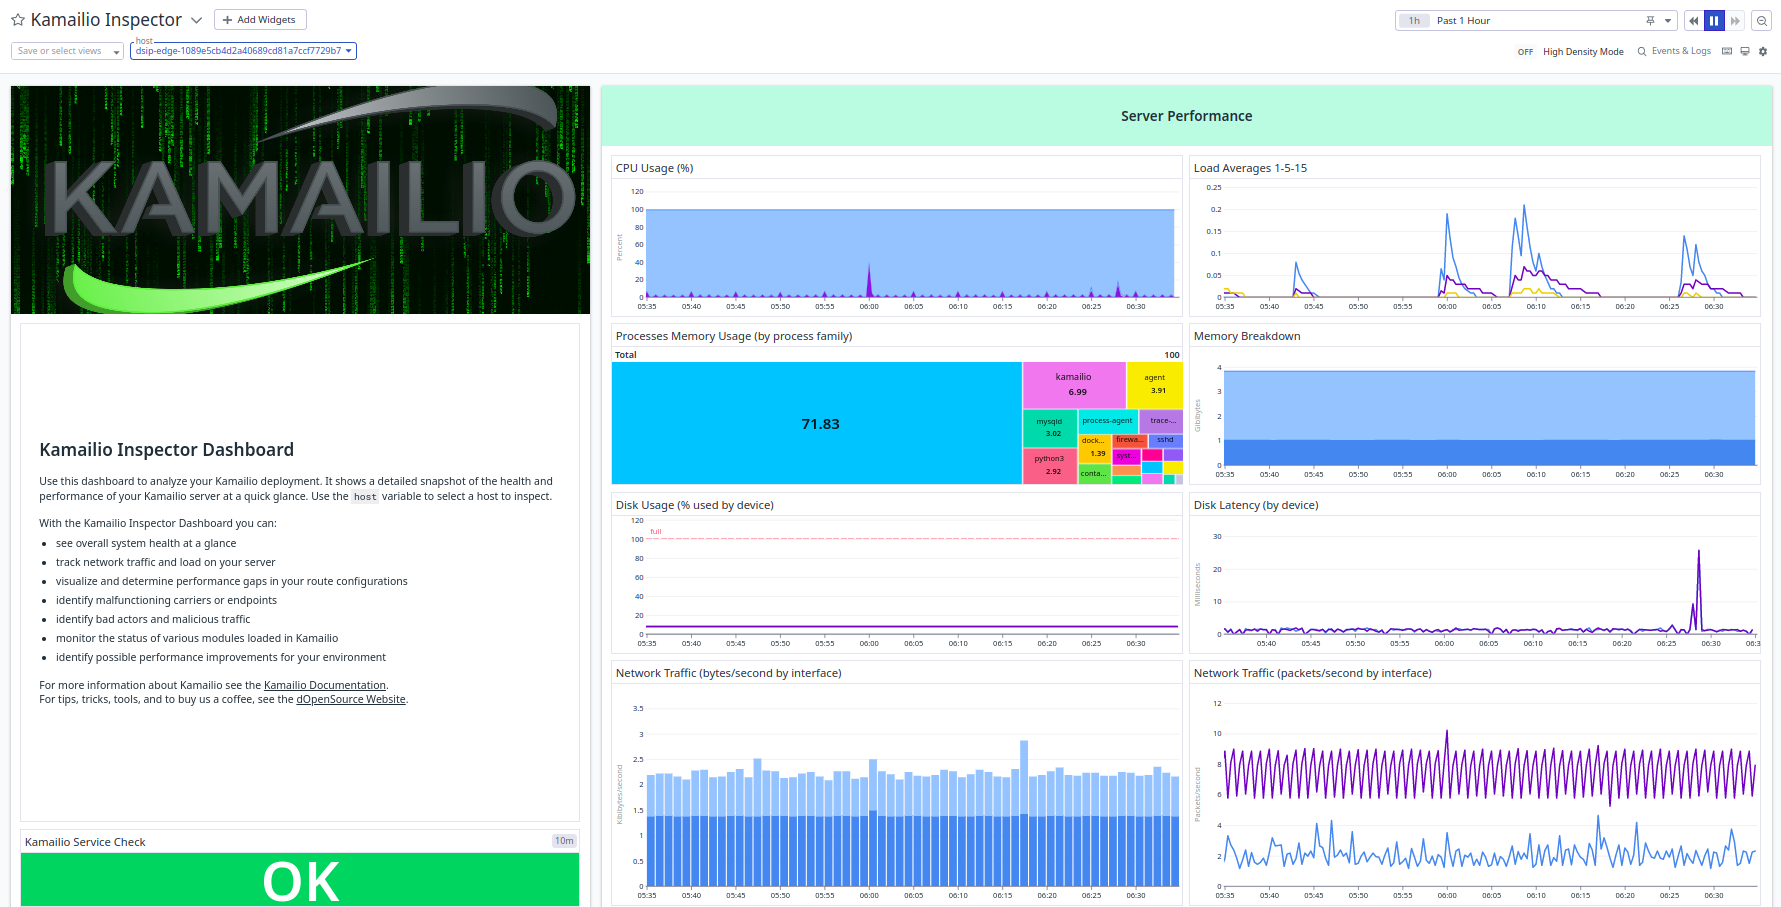 Kamailio Inspector
+ Add Widgets
1h Past 1 Hour
Save or select views
host
dsip-edge-1089e5cb4d2a40689cd81a7ccf7729b7
OFF High Density Mode Events & Logs
KAMAILIO
Kamailio Inspector Dashboard
Use this dashboard to analyze your Kamailio deployment. It shows a detailed snapshot of the health and
performance of your Kamailio server at a quick glance. Use the host variable to select a host to inspect.
With the Kamailio Inspector Dashboard you can:
• see overall system health at a glance
• track network traffic and load on your server
• visualize and determine performance gaps in your route configurations
• identify malfunctioning carriers or endpoints
• identify bad actors and malicious traffic
• monitor the status of various modules loaded in Kamailio
• identify possible performance improvements for your environment
For more information about Kamailio see the Kamailio Documentation.
For tips, tricks, tools, and to buy us a coffee, see the dOpenSource Website.
Kamailio Service Check 10m
OK
Server Performance
CPU Usage (%)
Percent
120
100
80
60
40
20
0
05:35 05:40 05:45 05:50 05:55 06:00 06:05 06:10 06:15 06:20 06:25 06:30
Load Averages 1-5-15
0.25
0.2
0.15
0.1
0.05
0
05:35 05:40 05:45 05:50 05:55 06:00 06:05 06:10 06:15 06:20 06:25 06:30
Processes Memory Usage (by process family)
Total 100
71.83
kamailio
6.99
agent
3.91
mysqld
3.02
process-agent
trace-...
python3
2.92
dock...
1.39
firewa...
sshd
syst...
conta...
Memory Breakdown
Gibibytes
4
3
2
1
0
05:35 05:40 05:45 05:50 05:55 06:00 06:05 06:10 06:15 06:20 06:25 06:30
Disk Usage (% used by device)
120
full
100
80
60
40
20
0
05:35 05:40 05:45 05:50 05:55 06:00 06:05 06:10 06:15 06:20 06:25 06:30
Disk Latency (by device)
Milliseconds
30
20
10
0
05:40 05:45 05:50 05:55 06:00 06:05 06:10 06:15 06:20 06:25 06:30 06:3
Network Traffic (bytes/second by interface)
Kibibytes/second
3.5
3
2.5
2
1.5
1
0.5
0
05:35 05:40 05:45 05:50 05:55 06:00 06:05 06:10 06:15 06:20 06:25 06:30
Network Traffic (packets/second by interface)
Packets/second
12
10
8
6
4
2
0
05:35 05:40 05:45 05:50 05:55 06:00 06:05 06:10 06:15 06:20 06:25 06:30